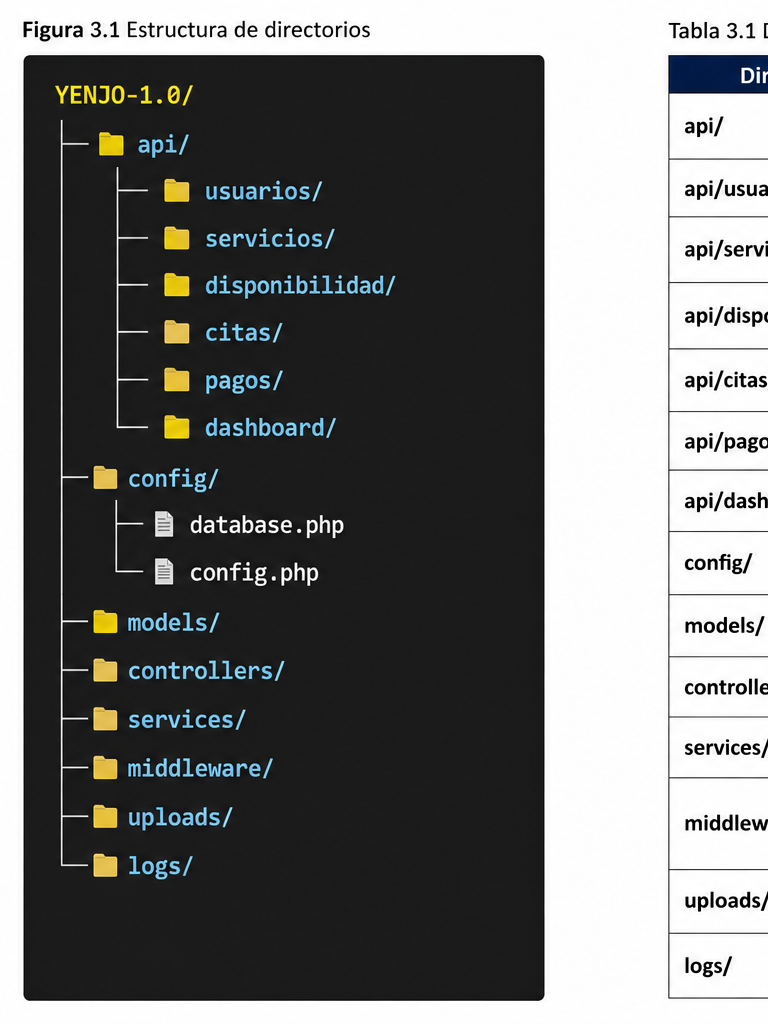 Figura 3.1 Estructura de directorios
YENJO-1.0/
api/
usuarios/
servicios/
disponibilidad/
citas/
pagos/
dashboard/
config/
database.php
config.php
models/
controllers/
services/
middleware/
uploads/
logs/
Tabla 3.1 D
Dir
api/
api/usua
api/servi
api/dispo
api/citas
api/pago
api/dash
config/
models/
controlle
services/
middlew
uploads/
logs/